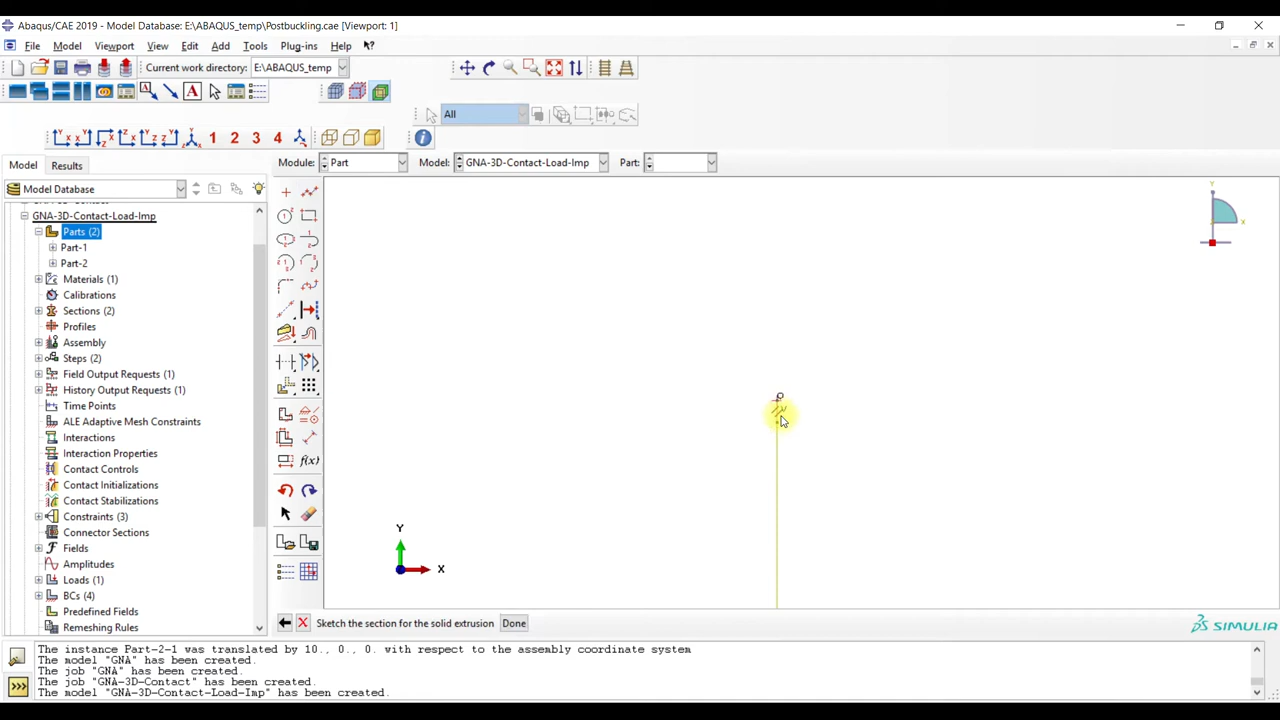 Abaqus/CAE 2019 - Model Database: E:\ABAQUS_temp\Postbuckling.cae [Viewport: 1]
File Model Viewport View Edit Add Tools Plug-ins Help
Current work directory: E:\ABAQUS_temp
All
1 2 3 4
Model Results
Module: Part Model: GNA-3D-Contact-Load-Imp Part:
Model Database
GNA-3D-Contact-Load-Imp
Parts (2)
Part-1
Part-2
Materials (1)
Calibrations
Sections (2)
Profiles
Assembly
Steps (2)
Field Output Requests (1)
History Output Requests (1)
Time Points
ALE Adaptive Mesh Constraints
Interactions
Interaction Properties
Contact Controls
Contact Initializations
Contact Stabilizations
Constraints (3)
Connector Sections
Fields
Amplitudes
Loads (1)
BCs (4)
Predefined Fields
Remeshing Rules
f(x)
Y
X
Y
X
Sketch the section for the solid extrusion Done
SIMULIA
The instance Part-2-1 was translated by 10., 0., 0. with respect to the assembly coordinate system
The model "GNA" has been created.
The job "GNA" has been created.
The job "GNA-3D-Contact" has been created.
The model "GNA-3D-Contact-Load-Imp" has been created.